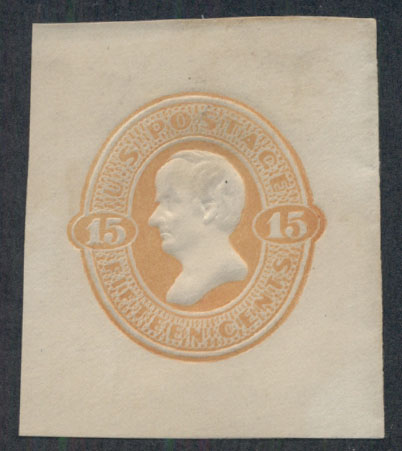 U.S. POSTAGE
15 15
FIFTEEN CENTS